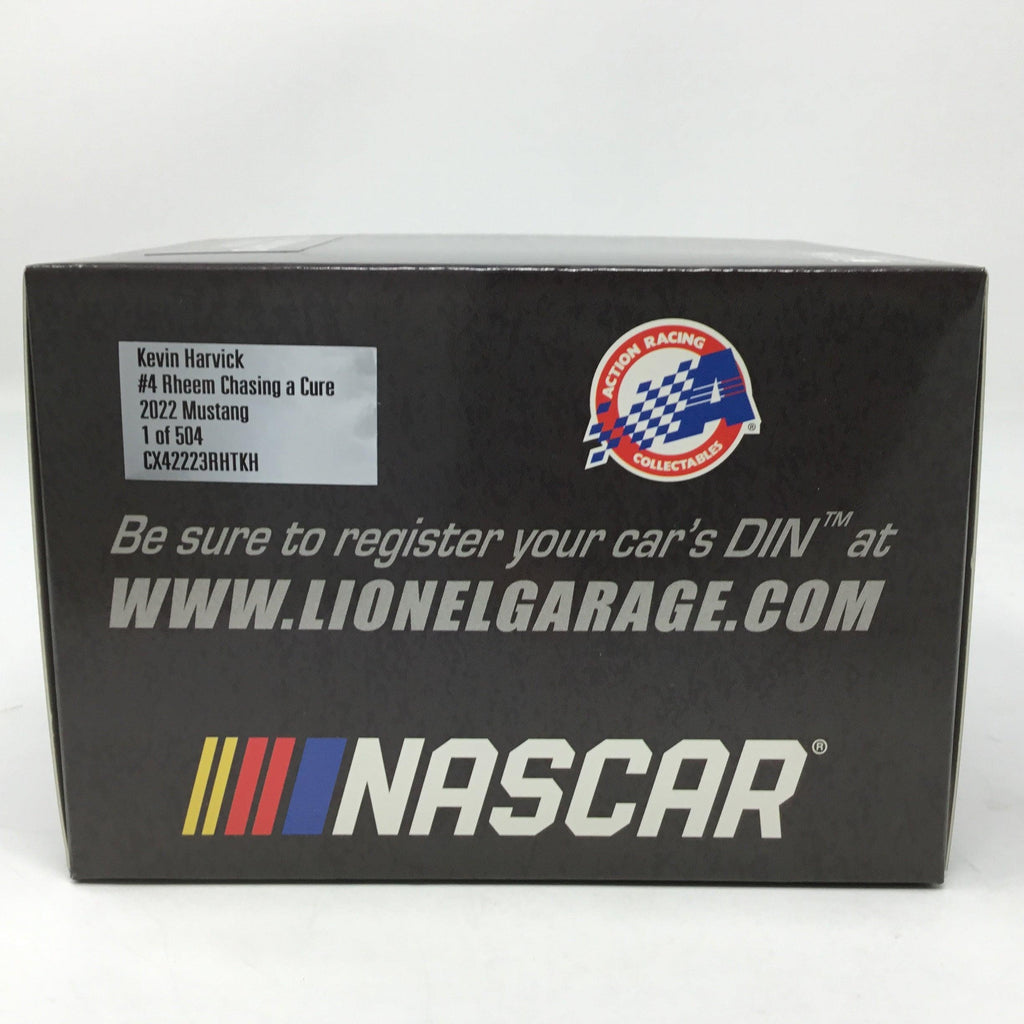 Kevin Harvick
#4 Rheem Chasing a Cure
2022 Mustang
1 of 504
CX42223RHTKH
ACTION RACING
COLLECTABLES
®
Be sure to register your car's DIN™ at
WWW.LIONELGARAGE.COM
NASCAR®